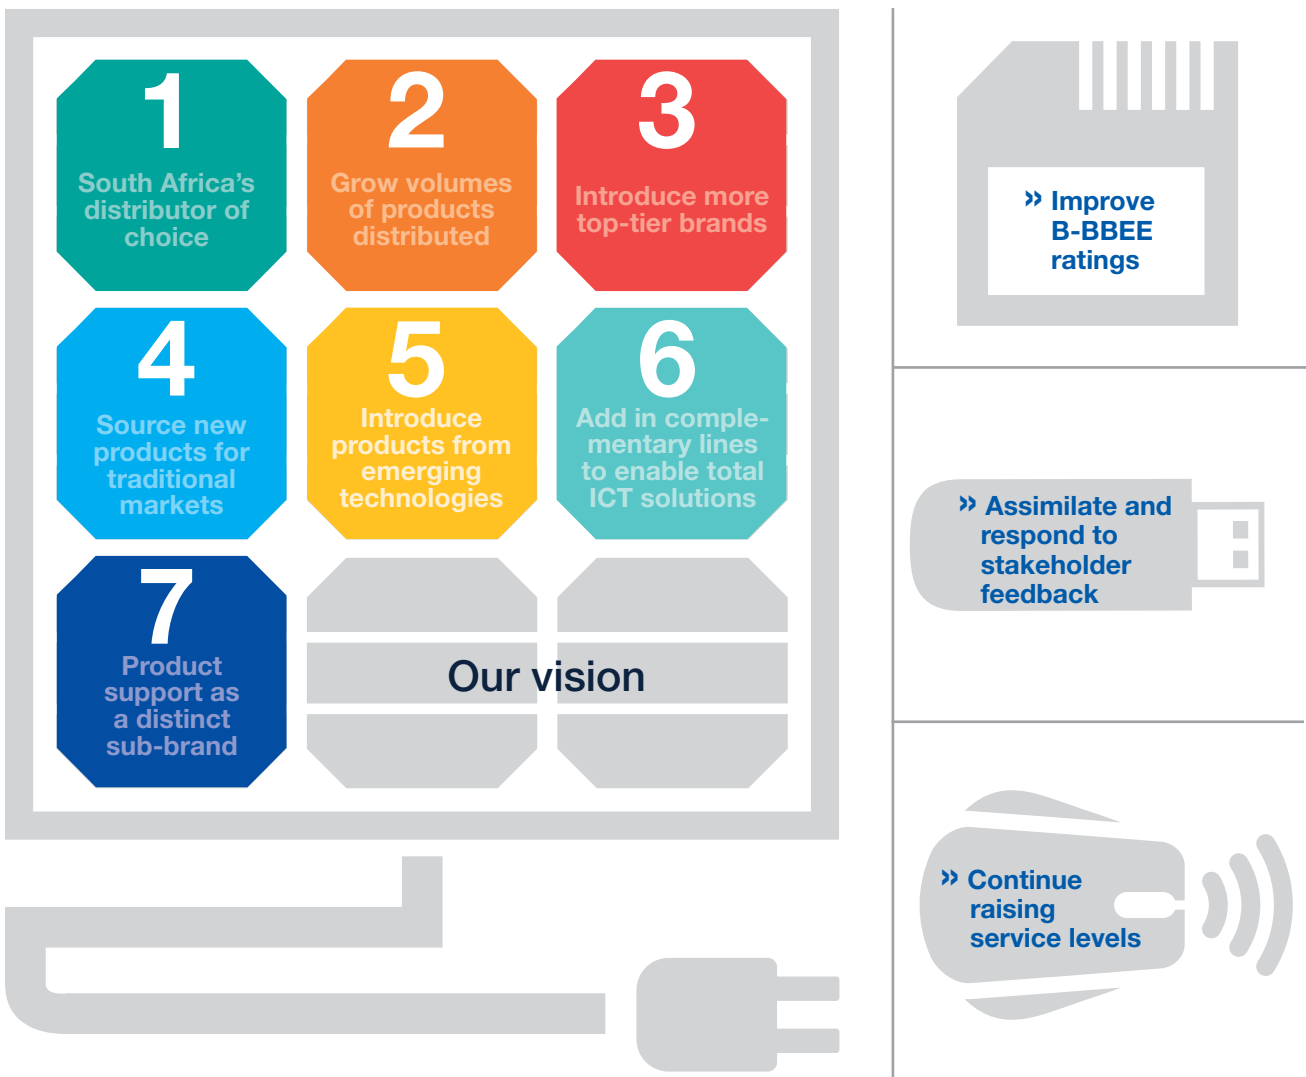 1
South Africa’s
distributor of
choice
2
Grow volumes
of products
distributed
3
Introduce more
top-tier brands
4
Source new
products for
traditional
markets
5
Introduce
products from
emerging
technologies
6
Add in comple-
mentary lines
to enable total
ICT solutions
7
Product
support as
a distinct
sub-brand
Our vision
» Improve
B-BBEE
ratings
» Assimilate and
respond to
stakeholder
feedback
» Continue
raising
service levels